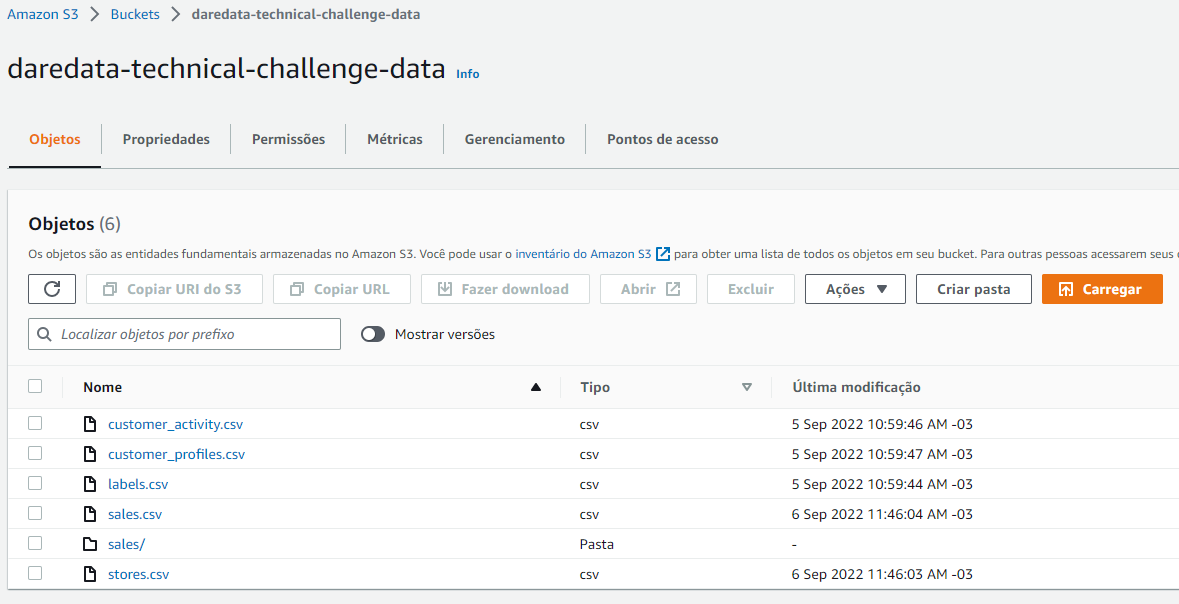 Amazon S3 > Buckets > daredata-technical-challenge-data
daredata-technical-challenge-data Info
Objetos Propriedades Permissões Métricas Gerenciamento Pontos de acesso
Objetos (6)
Os objetos são as entidades fundamentais armazenadas no Amazon S3. Você pode usar o inventário do Amazon S3 para obter uma lista de todos os objetos em seu bucket. Para outras pessoas acessarem seus
Copiar URI do S3 Copiar URL Fazer download Abrir Excluir Ações Criar pasta Carregar
Localizar objetos por prefixo Mostrar versões
Nome Tipo Última modificação
customer_activity.csv csv 5 Sep 2022 10:59:46 AM -03
customer_profiles.csv csv 5 Sep 2022 10:59:47 AM -03
labels.csv csv 5 Sep 2022 10:59:44 AM -03
sales.csv csv 6 Sep 2022 11:46:04 AM -03
sales/ Pasta -
stores.csv csv 6 Sep 2022 11:46:03 AM -03